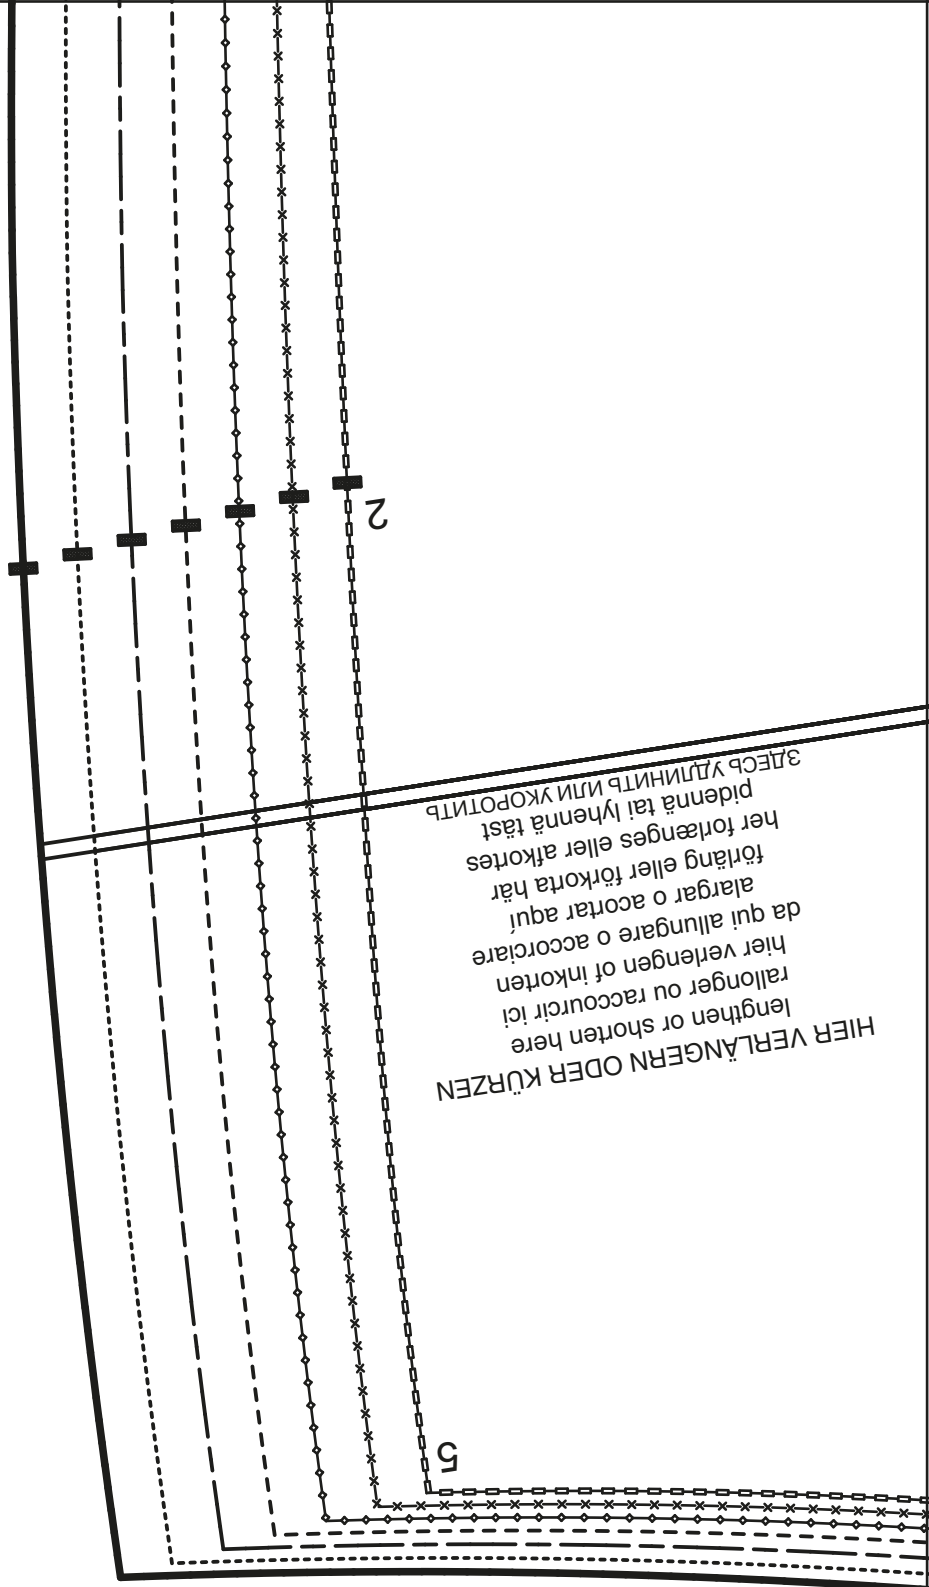 5
HIER VERLÄNGERN ODER KÜRZEN
lengthen or shorten here
rallonger ou raccourcir ici
hier verlengen of inkorten
da qui allungare o accorciare
alargar o acortar aquí
förläng eller förkorta här
her forlænges eller afkortes
pidennä tai lyhennä täst
ЗДЕСЬ УДЛИНИТЬ ИЛИ УКОРОТИТЬ
2